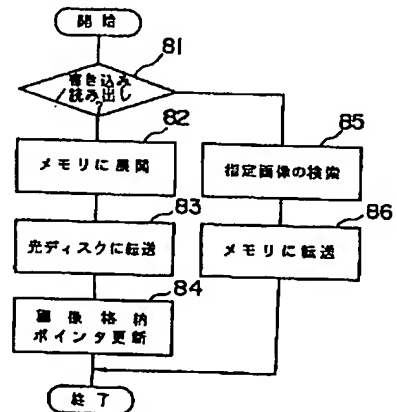 開始
81
書き込み
/読み出し
?
82
メモリに展開
85
指定画像の検索
83
光ディスクに転送
86
メモリに転送
84
画像格納
ポインタ更新
終了